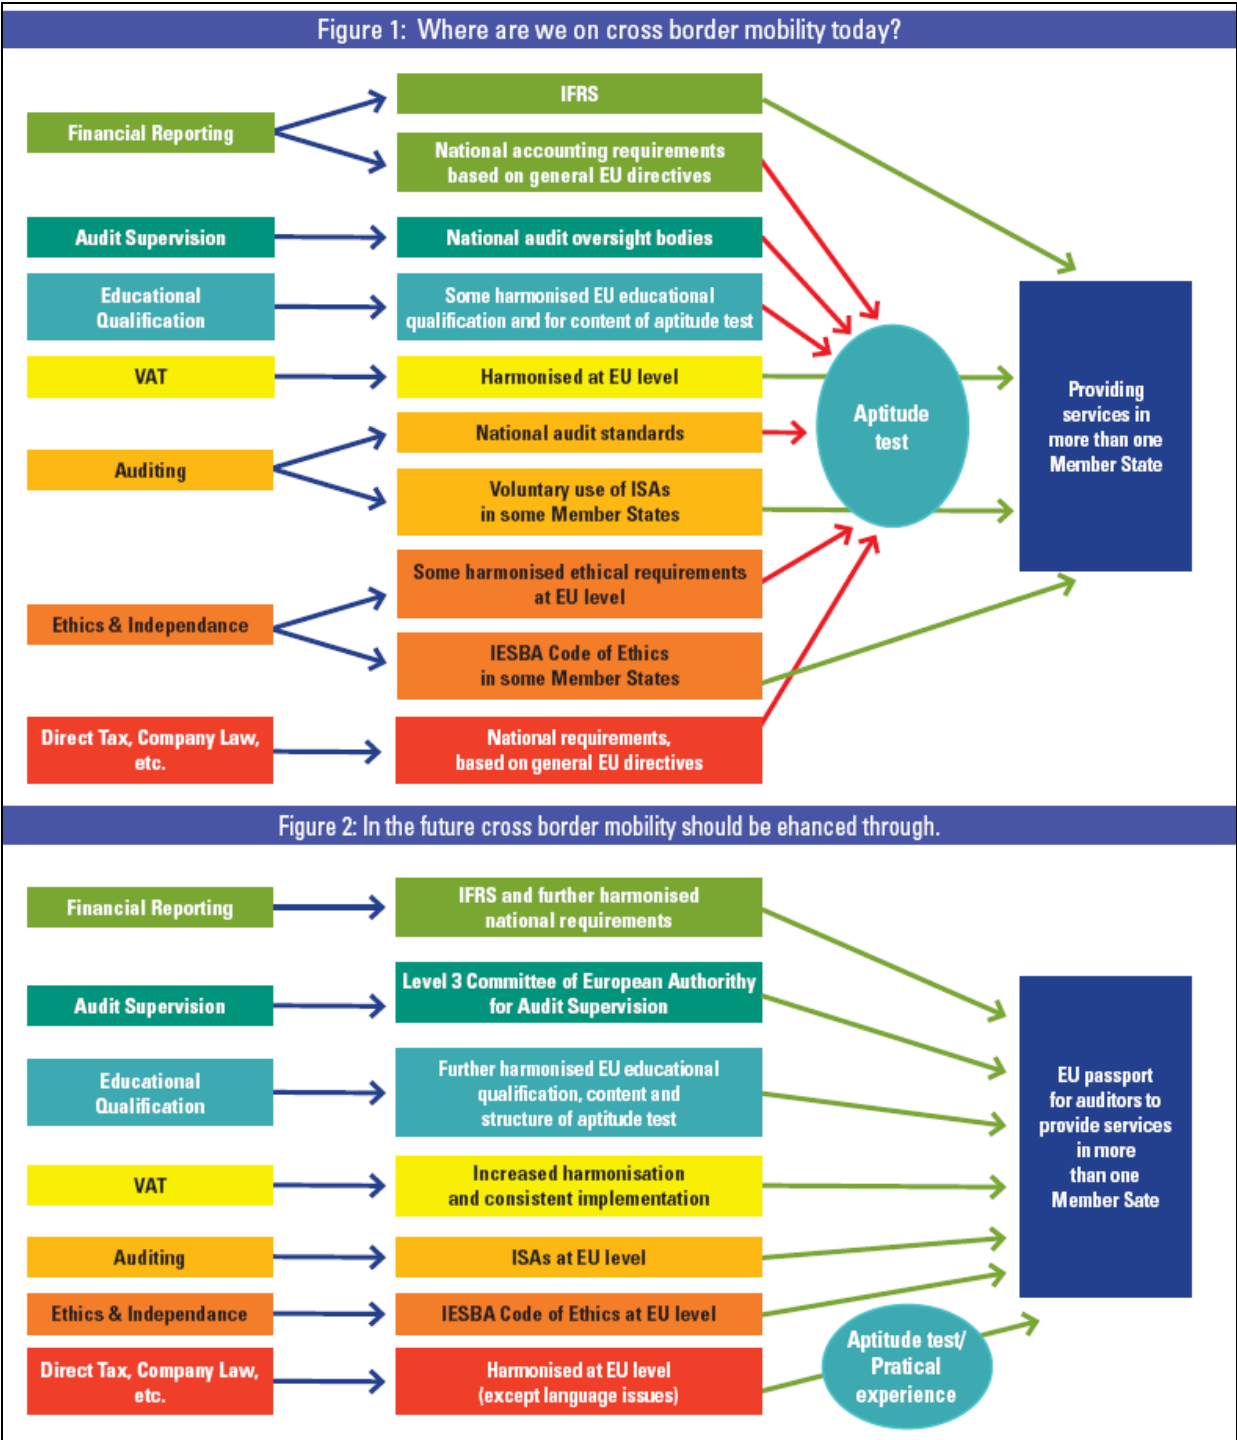 Figure 1: Where are we on cross border mobility today?
Financial Reporting
IFRS
National accounting requirements
based on general EU directives
Audit Supervision
National audit oversight bodies
Educational
Qualification
Some harmonised EU educational
qualification and for content of aptitude test
VAT
Harmonised at EU level
Auditing
National audit standards
Voluntary use of ISAs
in some Member States
Ethics & Independance
Some harmonised ethical requirements
at EU level
IESBA Code of Ethics
in some Member States
Direct Tax, Company Law,
etc.
National requirements,
based on general EU directives
Aptitude
test
Providing
services in
more than one
Member State
Figure 2: In the future cross border mobility should be ehanced through.
Financial Reporting
IFRS and further harmonised
national requirements
Audit Supervision
Level 3 Committee of European Authorithy
for Audit Supervision
Educational
Qualification
Further harmonised EU educational
qualification, content and
structure of aptitude test
VAT
Increased harmonisation
and consistent implementation
Auditing
ISAs at EU level
Ethics & Independance
IESBA Code of Ethics at EU level
Direct Tax, Company Law,
etc.
Harmonised at EU level
(except language issues)
Aptitude test/
Pratical
experience
EU passport
for auditors to
provide services
in more
than one
Member Sate